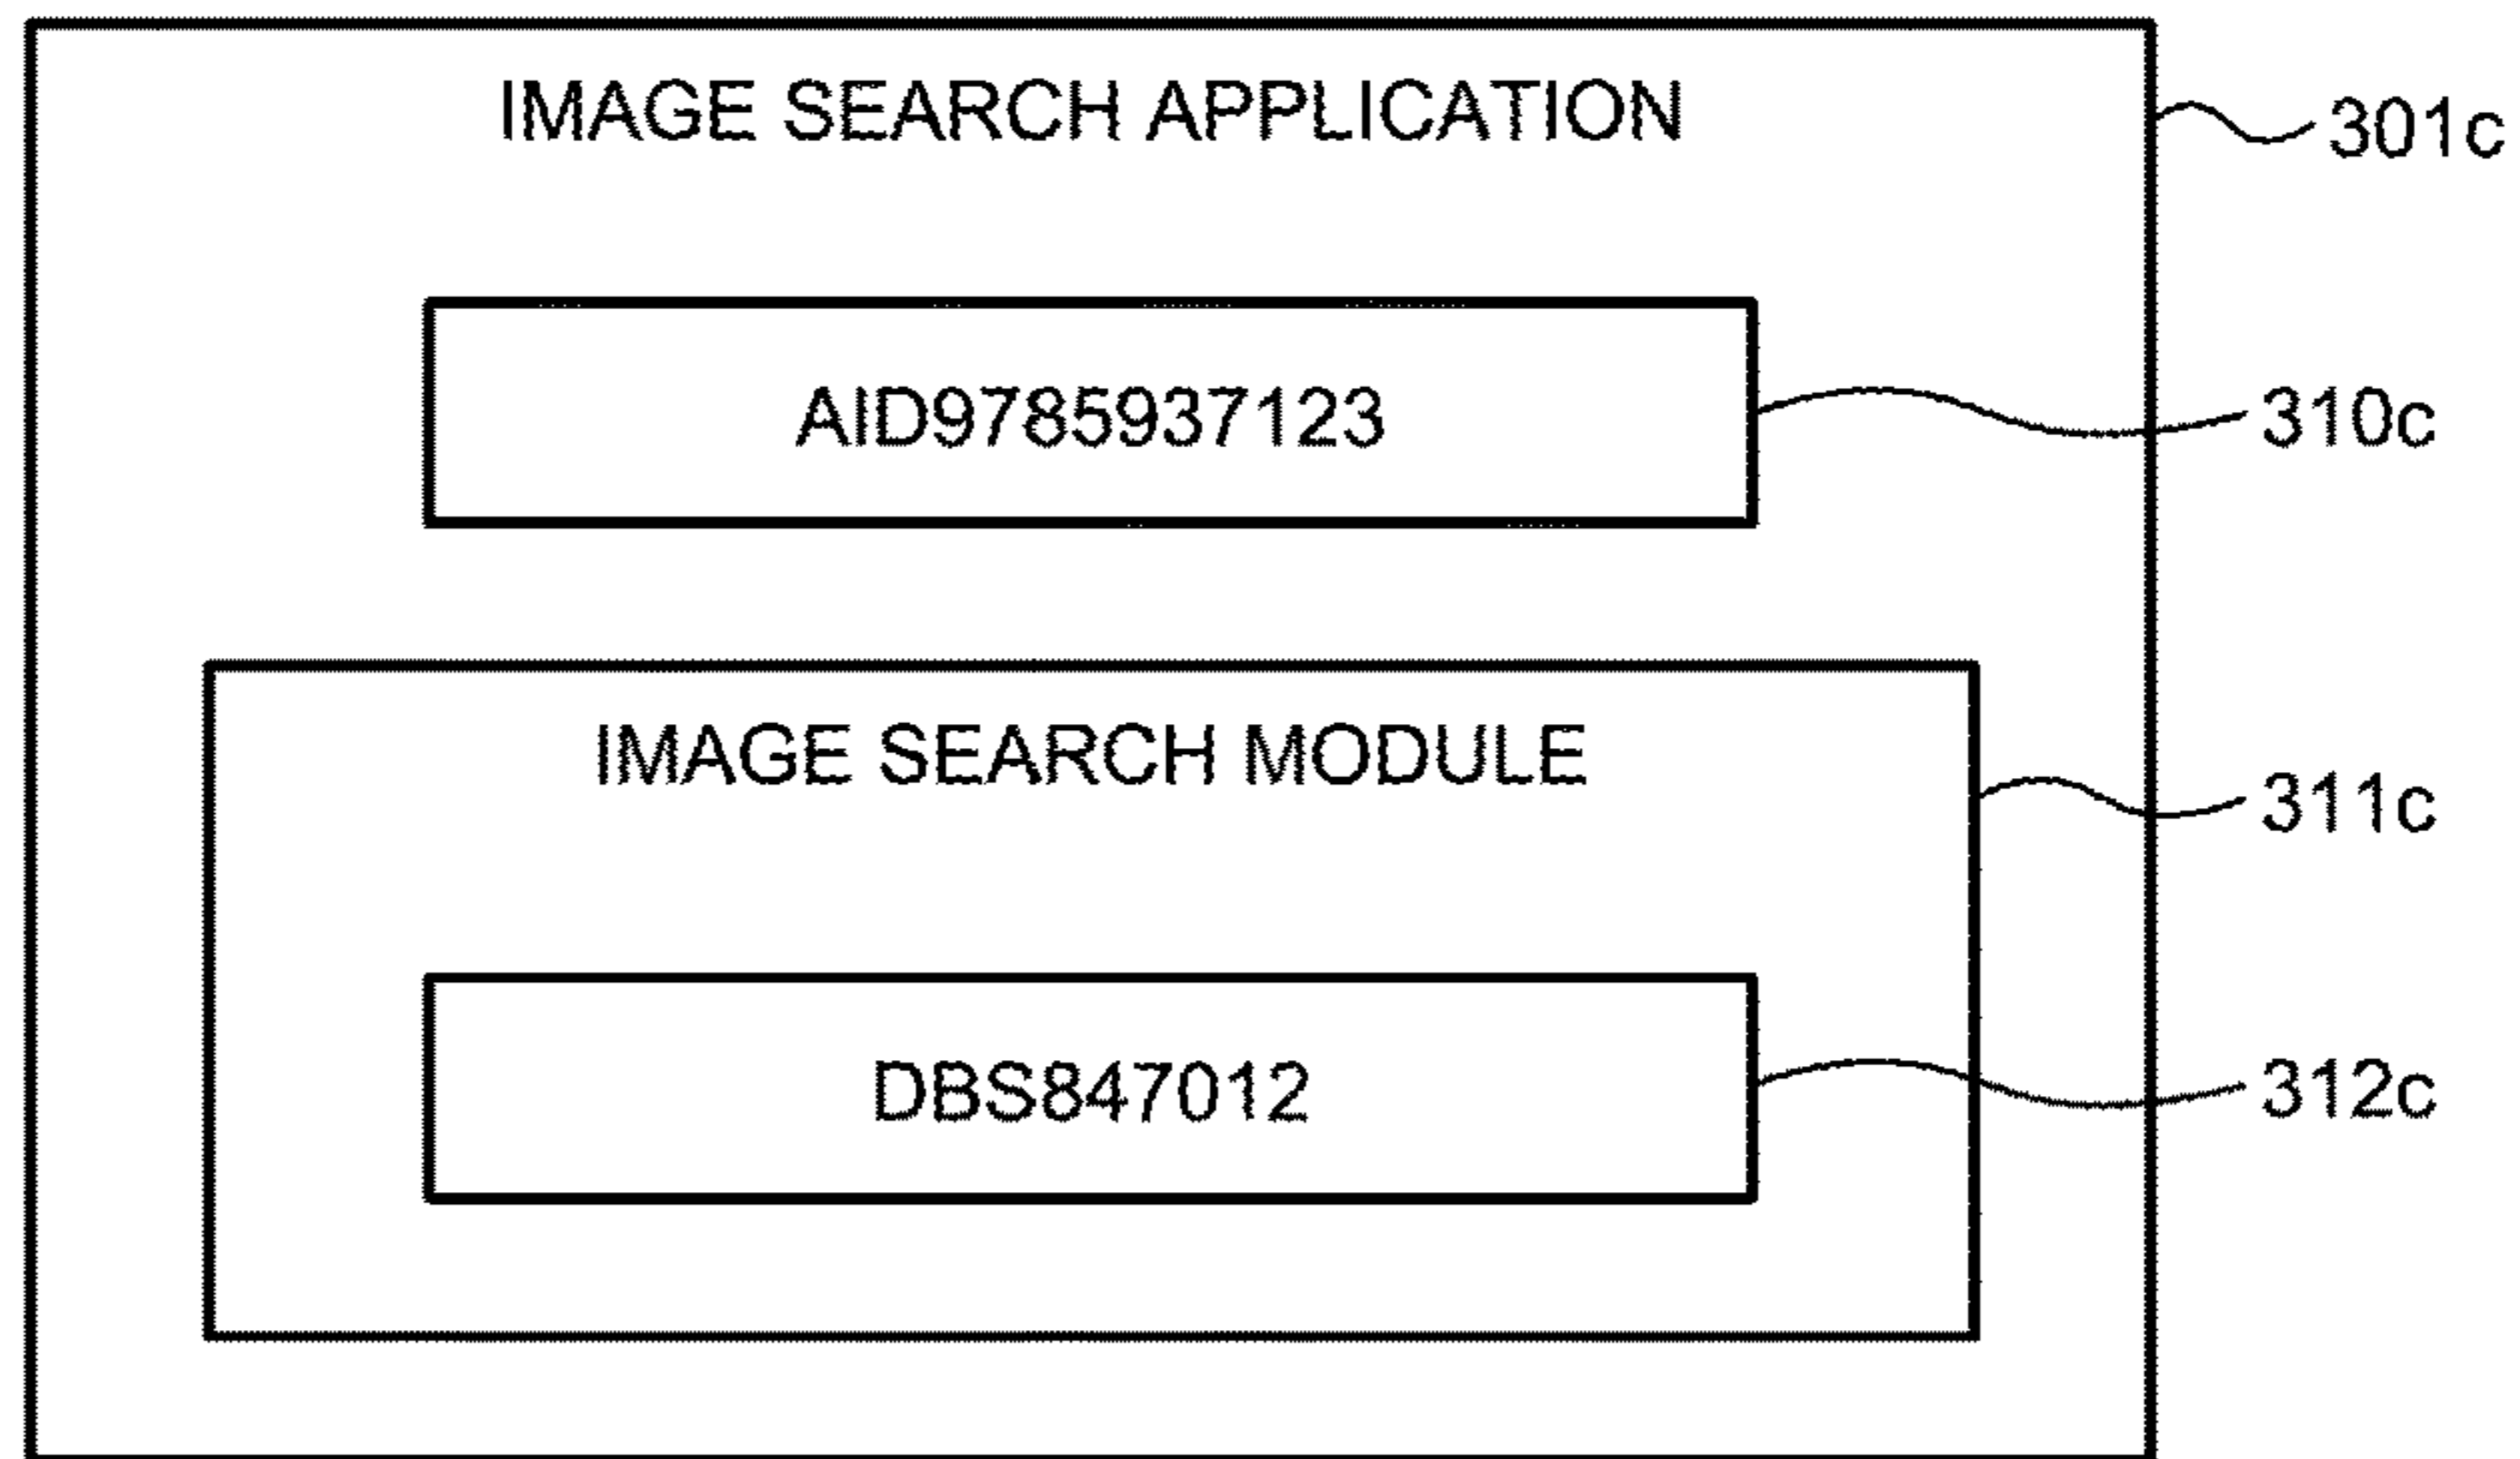 IMAGE SEARCH APPLICATION
301c
AID9785937123
310c
IMAGE SEARCH MODULE
311c
DBS847012
312c